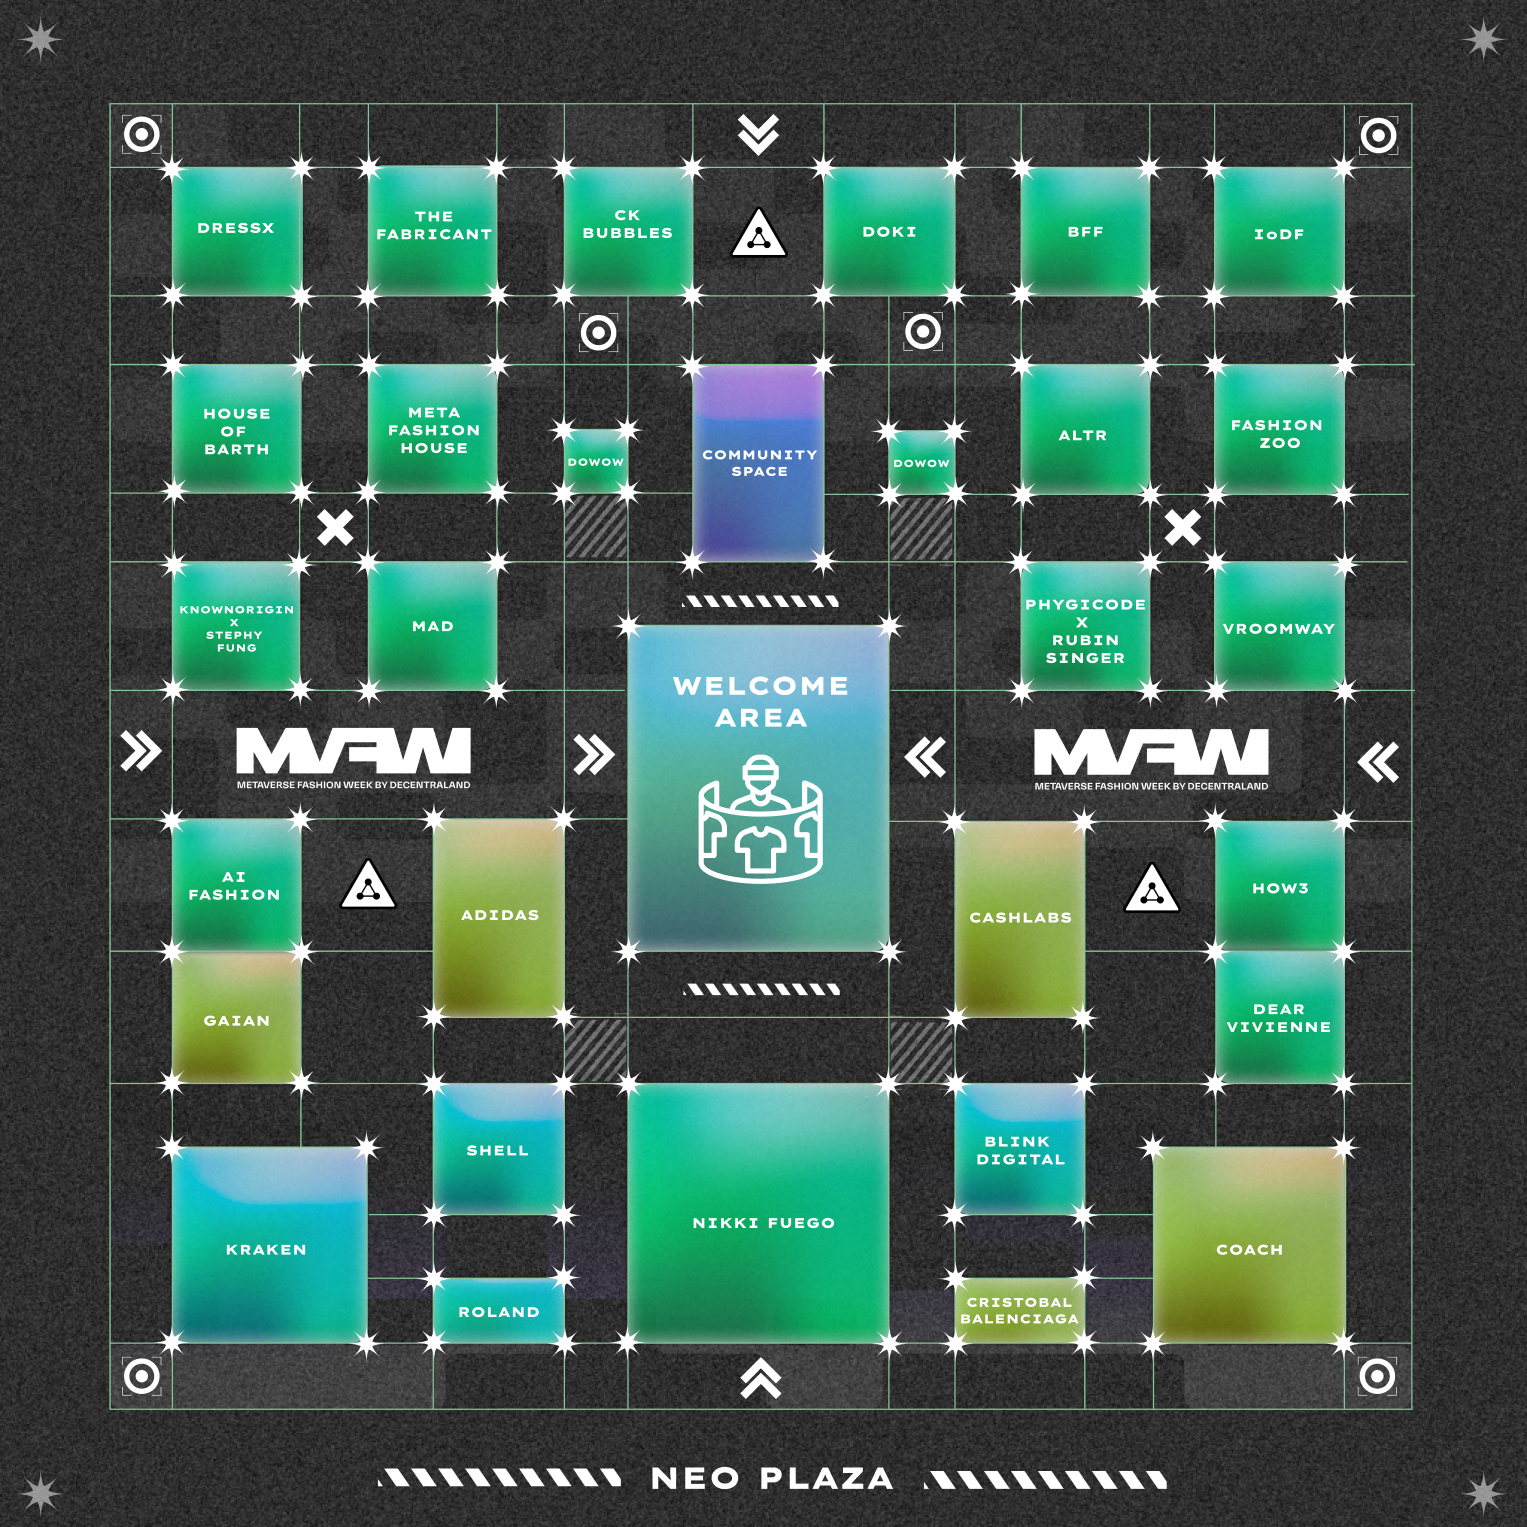 DRESSX
THE
FABRICANT
CK
BUBBLES
DOKI
BFF
IoDF
HOUSE
OF
BARTH
META
FASHION
HOUSE
DOWOW
COMMUNITY
SPACE
DOWOW
ALTR
FASHION
ZOO
KNOWNORIGIN
X
STEPHY
FUNG
MAD
PHYGICODE
X
RUBIN
SINGER
VROOMWAY
WELCOME
AREA
MVFW
METAVERSE FASHION WEEK BY DECENTRALAND
MVFW
METAVERSE FASHION WEEK BY DECENTRALAND
AI
FASHION
ADIDAS
CASHLABS
HOW3
GAIAN
DEAR
VIVIENNE
SHELL
BLINK
DIGITAL
KRAKEN
NIKKI FUEGO
COACH
ROLAND
CRISTOBAL
BALENCIAGA
NEO PLAZA